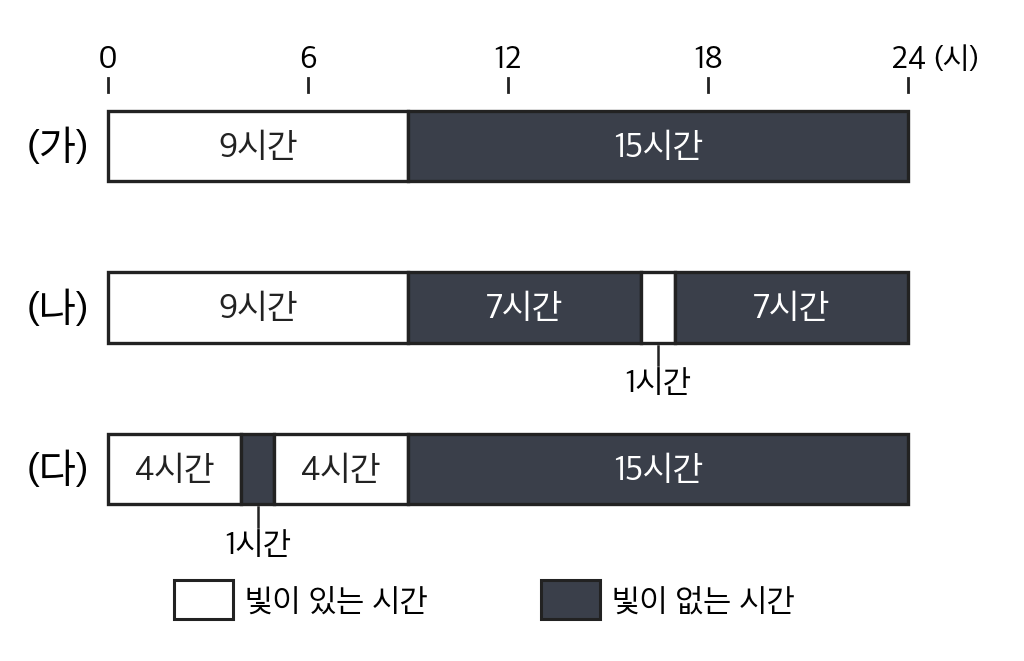 0 6 12 18 24 (시)
(가) 9시간 15시간
(나) 9시간 7시간 7시간
1시간
(다) 4시간 4시간 15시간
1시간
빛이 있는 시간 빛이 없는 시간